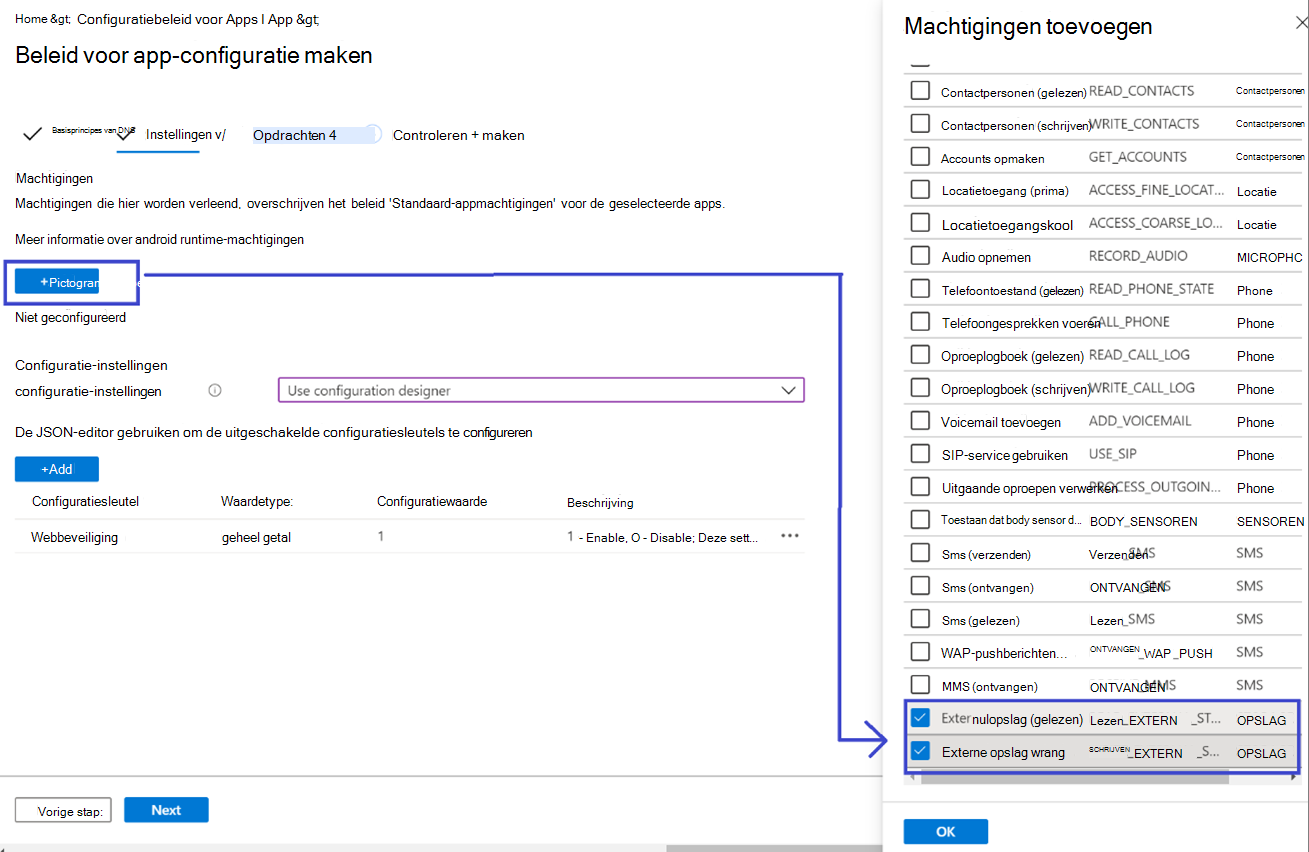 Home &gt; Configuratiebeleid voor Apps I App &gt;
Beleid voor app-configuratie maken
Basisprincipes van DNS Instellingen v/ Opdrachten 4 Controleren + maken
Machtigingen
Machtigingen die hier worden verleend, overschrijven het beleid 'Standaard-appmachtigingen' voor de geselecteerde apps.
Meer informatie over android runtime-machtigingen
+Pictogran
Niet geconfigureerd
Configuratie-instellingen
configuratie-instellingen Use configuration designer
De JSON-editor gebruiken om de uitgeschakelde configuratiesleutels te configureren
+Add
Configuratiesleutel Waardetype: Configuratiewaarde Beschrijving
Webbeveiliging geheel getal 1 1 - Enable, O - Disable; Deze sett...
Vorige stap: Next
Machtigingen toevoegen
Contactpersonen (gelezen) READ_CONTACTS Contactpersonen
Contactpersonen (schrijven) WRITE_CONTACTS Contactpersonen
Accounts opmaken GET_ACCOUNTS Contactpersonen
Locatietoegang (prima) ACCESS_FINE_LOCAT... Locatie
Locatietoegangskool ACCESS_COARSE_LO... Locatie
Audio opnemen RECORD_AUDIO MICROPHC
Telefoontoestand (gelezen) READ_PHONE_STATE Phone
Telefoongesprekken voeren CALL_PHONE Phone
Oproeplogboek (gelezen) READ_CALL_LOG Phone
Oproeplogboek (schrijven) WRITE_CALL_LOG Phone
Voicemail toevoegen ADD_VOICEMAIL Phone
SIP-service gebruiken USE_SIP Phone
Uitgaande oproepen verwerken PROCESS_OUTGOIN... Phone
Toestaan dat body sensor d... BODY_SENSOREN SENSOREN
Sms (verzenden) Verzenden_SMS SMS
Sms (ontvangen) ONTVANGEN_SMS SMS
Sms (gelezen) Lezen_SMS SMS
WAP-pushberichten... ONTVANGEN_WAP_PUSH SMS
MMS (ontvangen) ONTVANGEN_MMS SMS
Externulopslag (gelezen) Lezen_EXTERN _ST... OPSLAG
Externe opslag wrang SCHRIJVEN_EXTERN _S... OPSLAG
OK